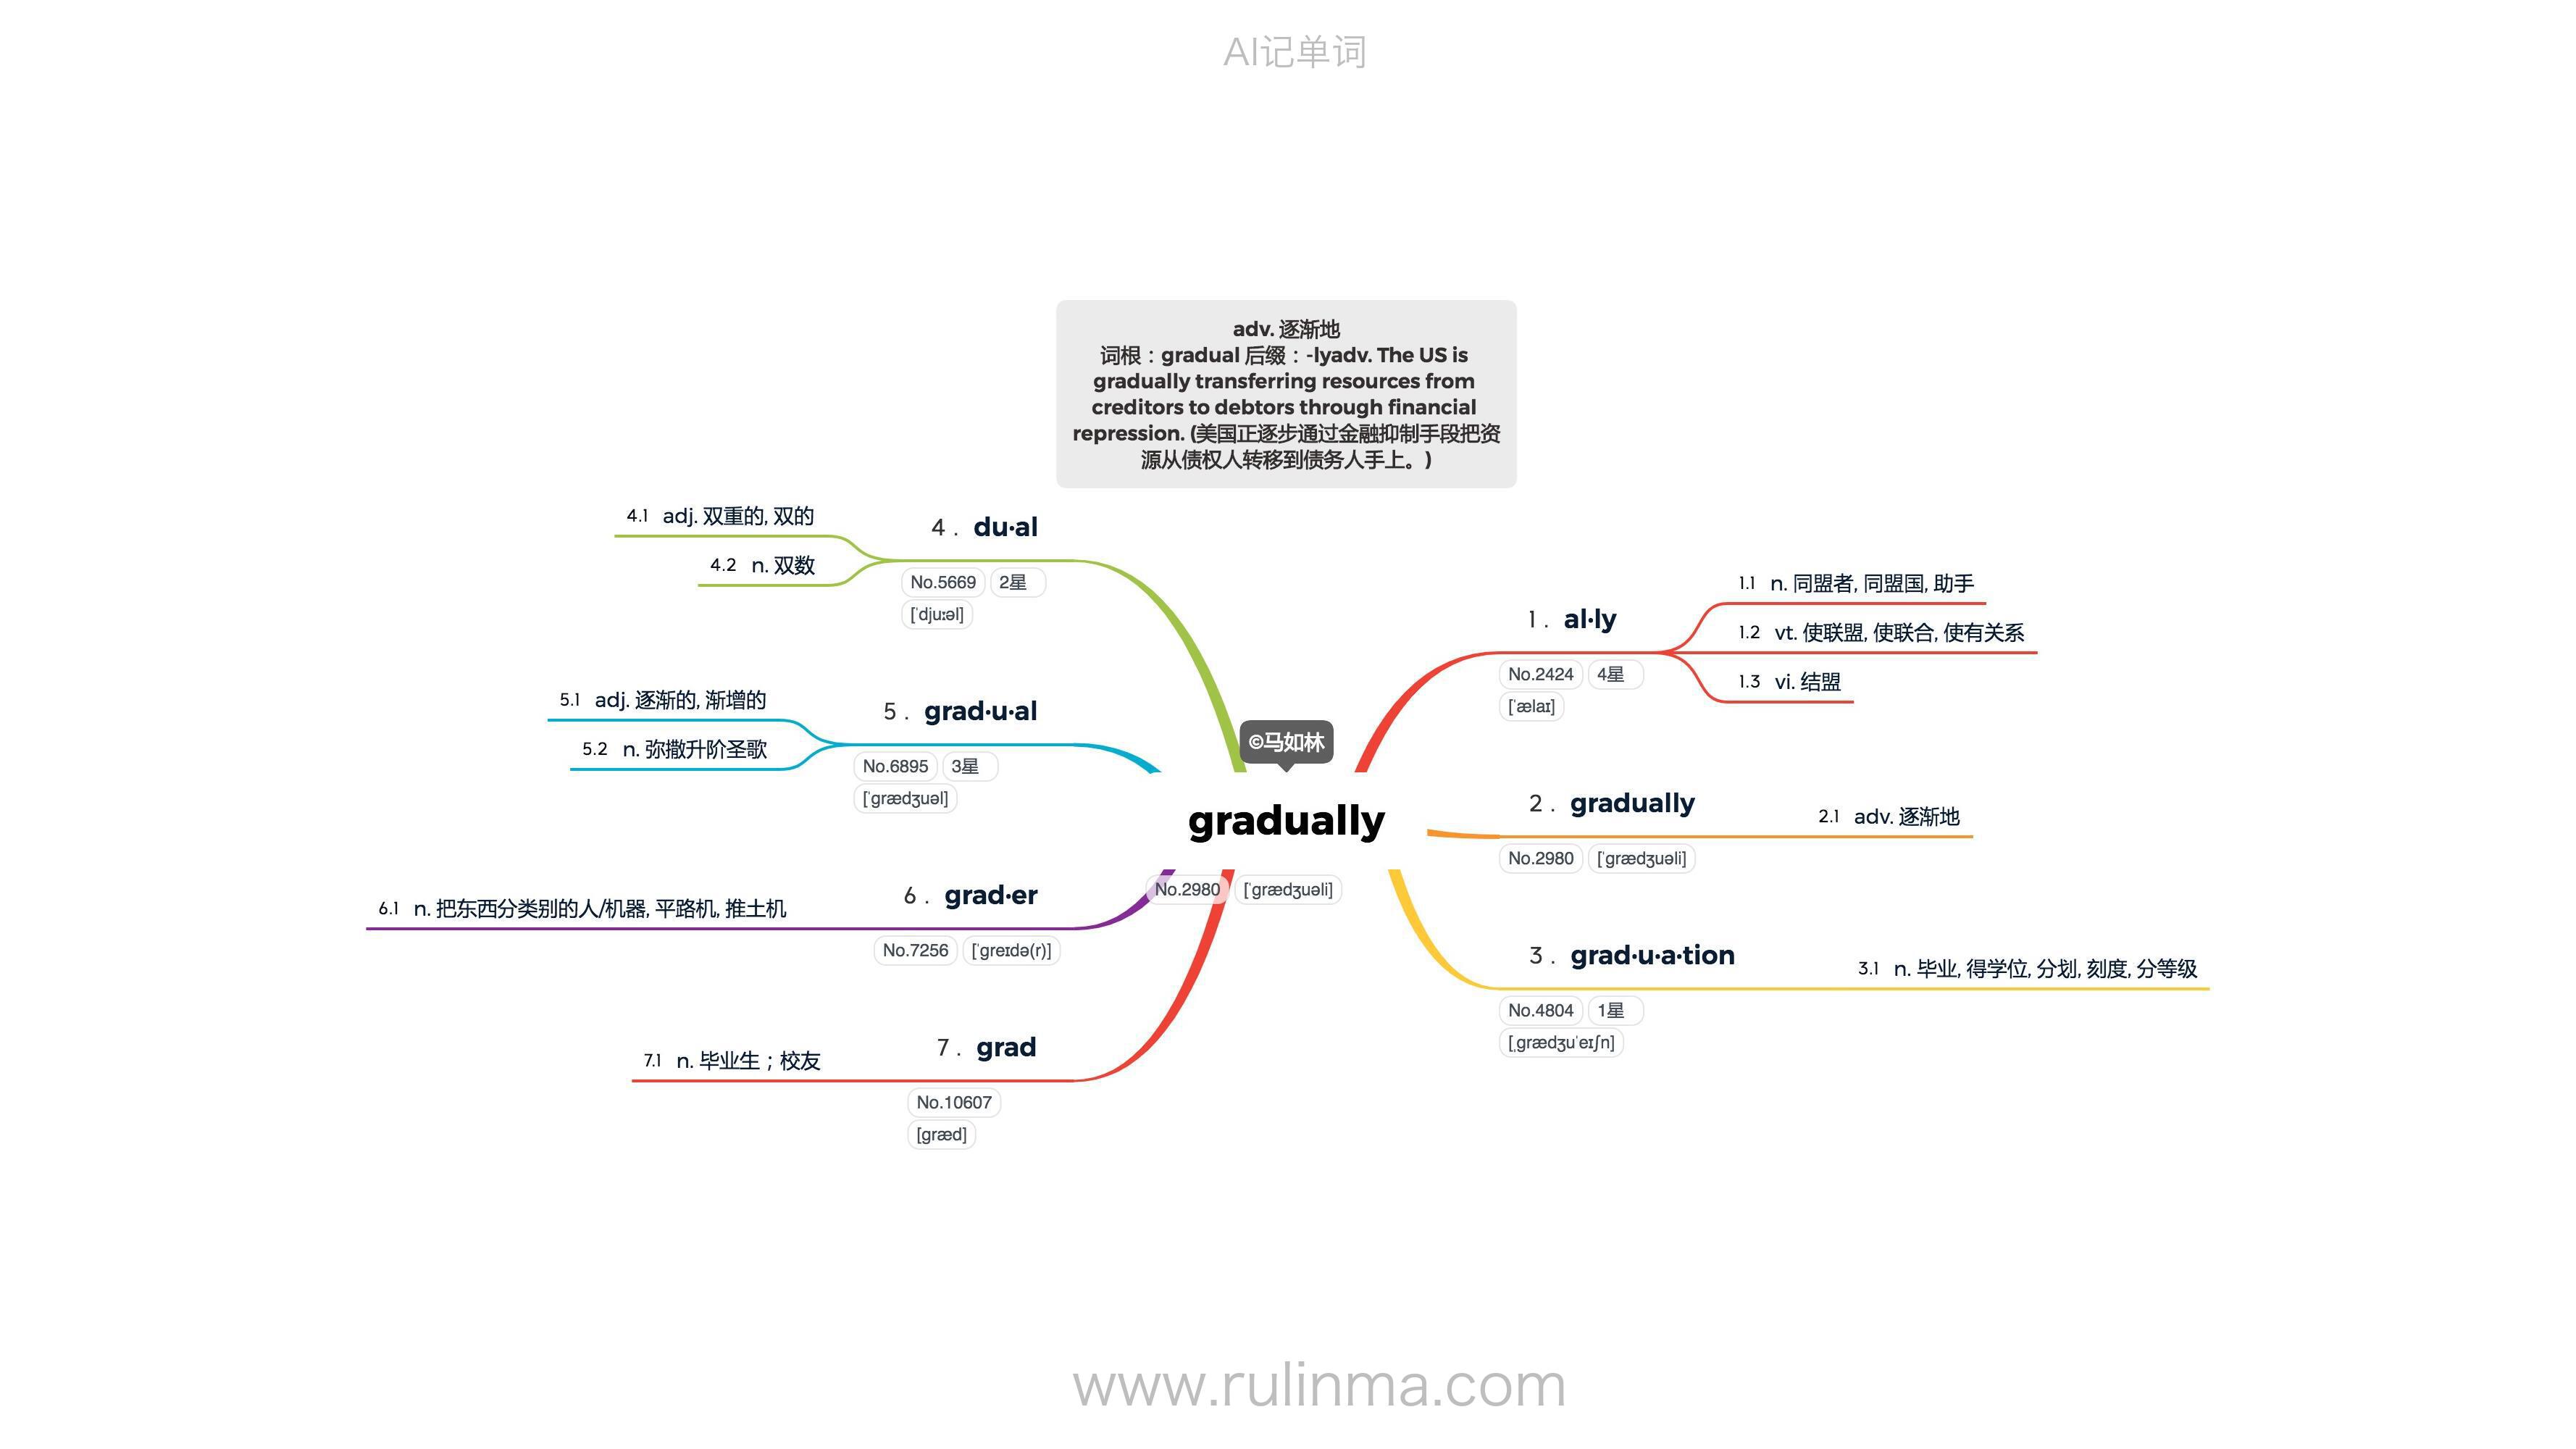 AI记单词
adv. 逐渐地
词根：gradual 后缀：-lyadv. The US is
gradually transferring resources from
creditors to debtors through financial
repression. (美国正逐步通过金融抑制手段把资
源从债权人转移到债务人手上。)
©马如林
gradually
No.2980 [ˈgrædʒuəli]
1. al·ly
No.2424 4星
[ˈælaɪ]
1.1 n. 同盟者, 同盟国, 助手
1.2 vt. 使联盟, 使联合, 使有关系
1.3 vi. 结盟
2. gradually
No.2980 [ˈgrædʒuəli]
2.1 adv. 逐渐地
3. grad·u·a·tion
No.4804 1星
[ˌgrædʒuˈeɪʃn]
3.1 n. 毕业, 得学位, 分划, 刻度, 分等级
4. du·al
No.5669 2星
[ˈdjuːəl]
4.1 adj. 双重的, 双的
4.2 n. 双数
5. grad·u·al
No.6895 3星
[ˈgrædʒuəl]
5.1 adj. 逐渐的, 渐增的
5.2 n. 弥撒升阶圣歌
6. grad·er
No.7256 [ˈgreɪdə(r)]
6.1 n. 把东西分类别的人/机器, 平路机, 推土机
7. grad
No.10607
[græd]
7.1 n. 毕业生；校友
www.rulinma.com